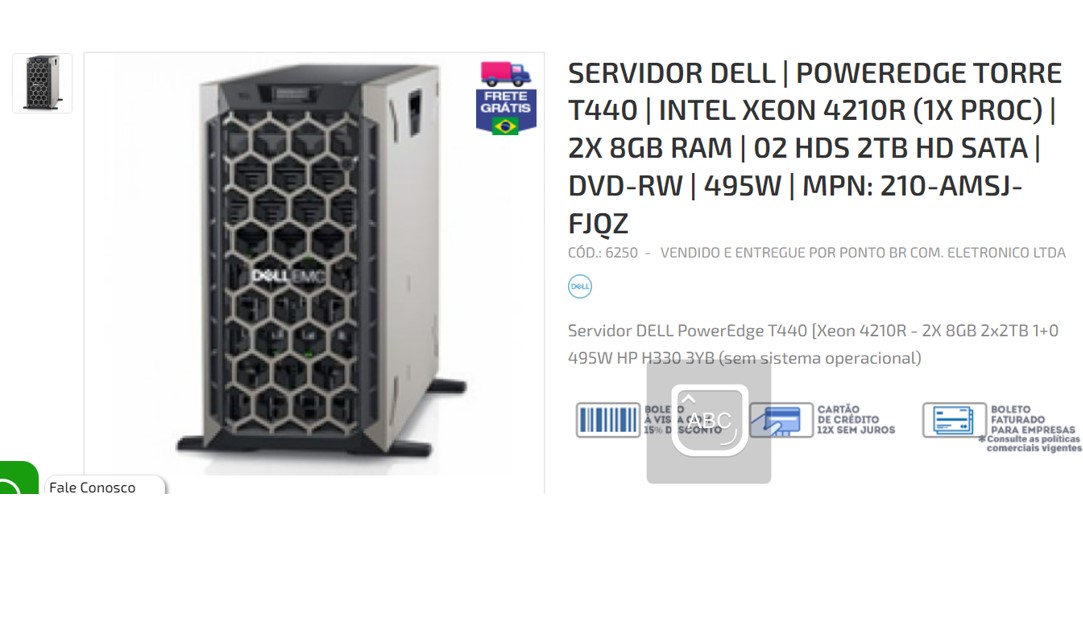 FRETE
GRÁTIS
DELLEMC
SERVIDOR DELL | POWEREDGE TORRE
T440 | INTEL XEON 4210R (1X PROC) |
2X 8GB RAM | 02 HDS 2TB HD SATA |
DVD-RW | 495W | MPN: 210-AMSJ-
FJQZ
CÓD.: 6250 - VENDIDO E ENTREGUE POR PONTO BR COM. ELETRONICO LTDA
DELL
Servidor DELL PowerEdge T440 [Xeon 4210R - 2X 8GB 2x2TB 1+0
495W HP H330 3YB (sem sistema operacional)
BOLETO
À VISTA COM
15% DESCONTO
ABC
CARTÃO
DE CRÉDITO
12X SEM JUROS
BOLETO
FATURADO
PARA EMPRESAS
*Consulte as políticas
comerciais vigentes
Fale Conosco